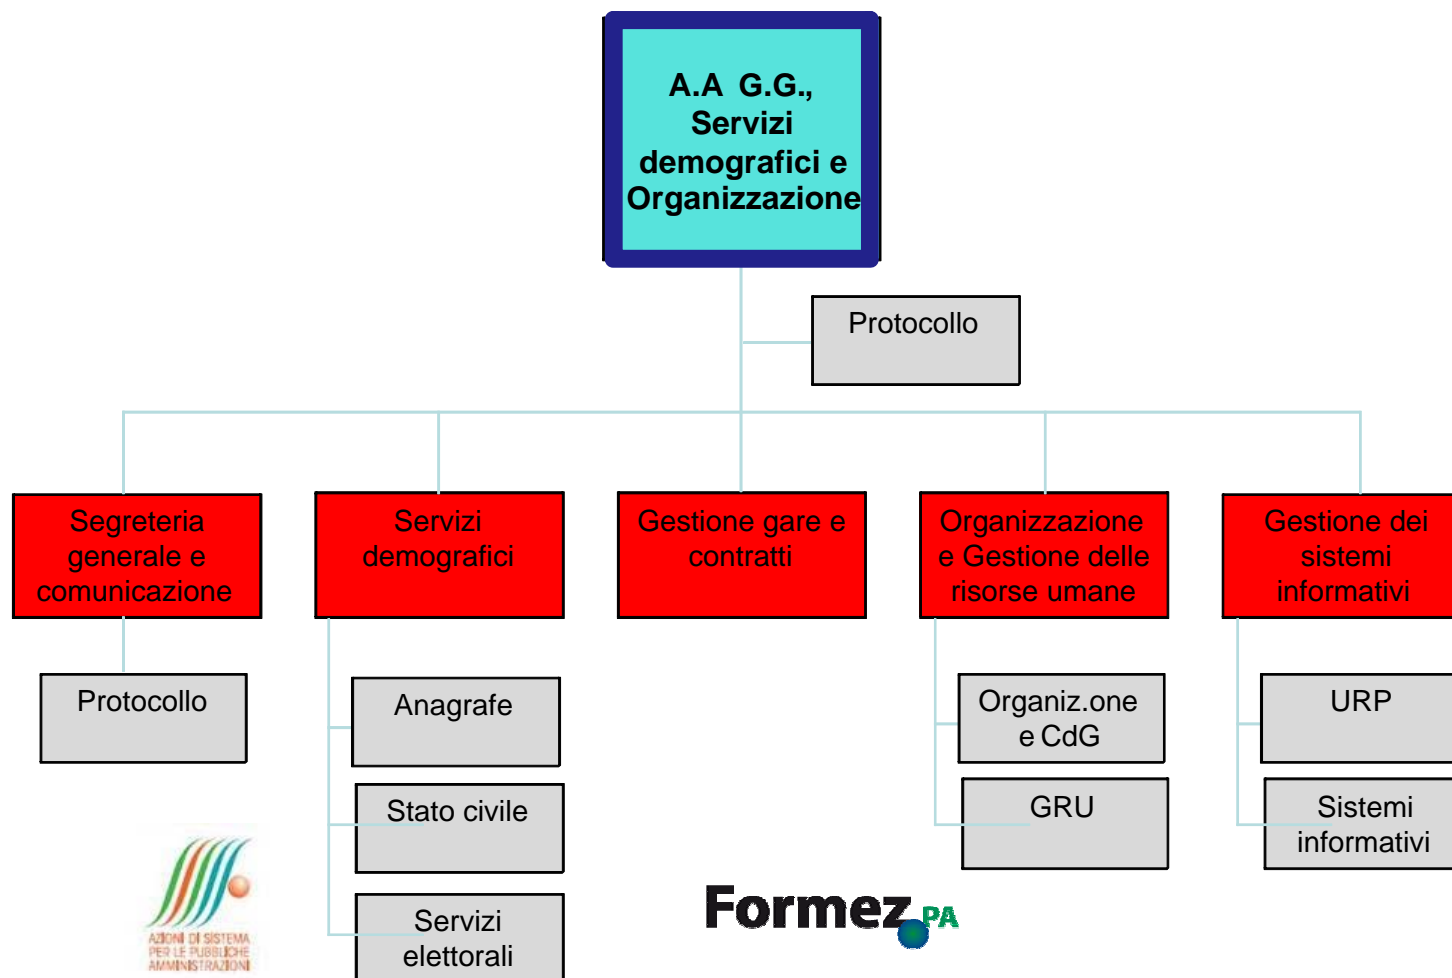 A.A G.G.,
Servizi
demografici e
Organizzazione
Protocollo
Segreteria
generale e
comunicazione
Servizi
demografici
Gestione gare e
contratti
Organizzazione
e Gestione delle
risorse umane
Gestione dei
sistemi
informativi
Protocollo
Anagrafe
Stato civile
Servizi
elettorali
Organiz.one
e CdG
GRU
URP
Sistemi
informativi
AZIONI DI SISTEMA
PER LE PUBBLICHE
AMMINISTRAZIONI
Formez PA